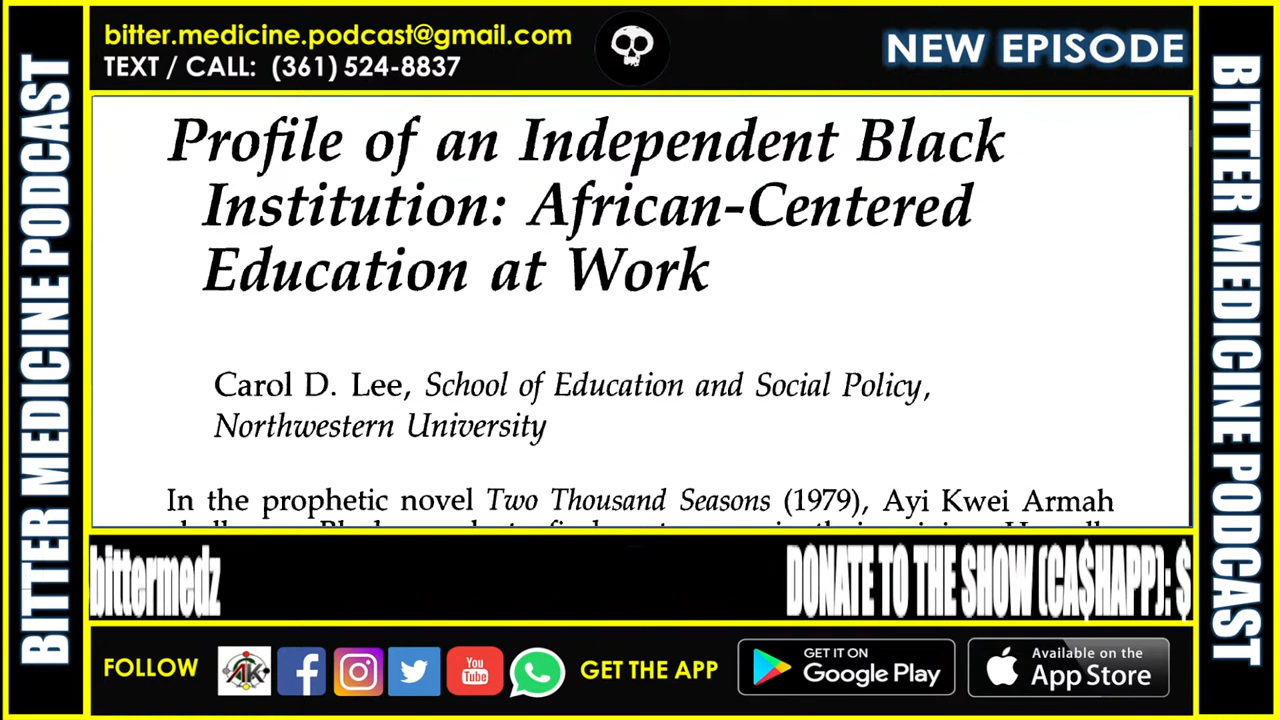 BITTER MEDICINE PODCAST
bitter.medicine.podcast@gmail.com
TEXT / CALL: (361) 524-8837
NEW EPISODE
Profile of an Independent Black
Institution: African-Centered
Education at Work
Carol D. Lee, School of Education and Social Policy,
Northwestern University
In the prophetic novel Two Thousand Seasons (1979), Ayi Kwei Armah
bittermedz
DONATE TO THE SHOW (CA$HAPP): $
FOLLOW
ATK
You
Tube
GET THE APP
GET IT ON
Google Play
Available on the
App Store
BITTER MEDICINE PODCAST